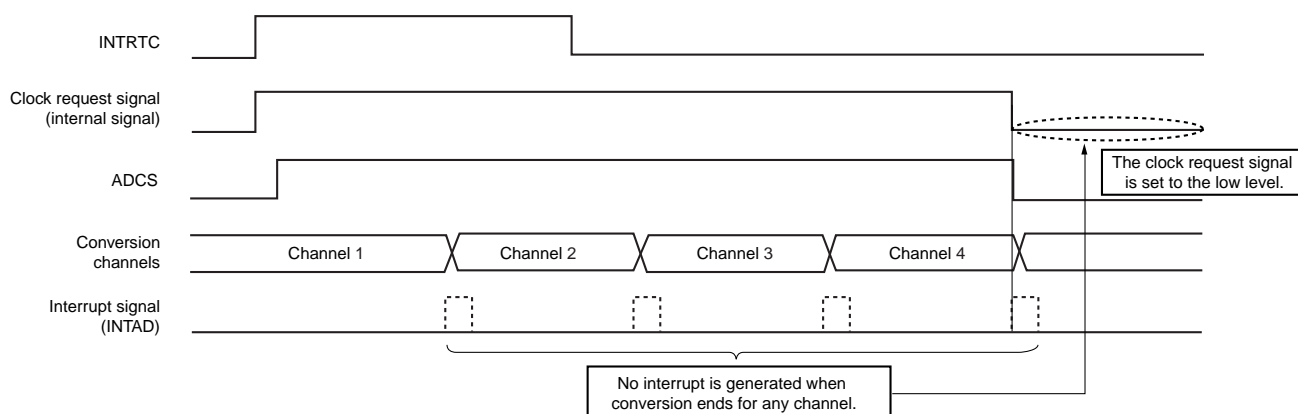 INTRTC
Clock request signal
(internal signal)
The clock request signal
is set to the low level.
ADCS
Conversion
channels
Channel 1
Channel 2
Channel 3
Channel 4
Interrupt signal
(INTAD)
No interrupt is generated when
conversion ends for any channel.